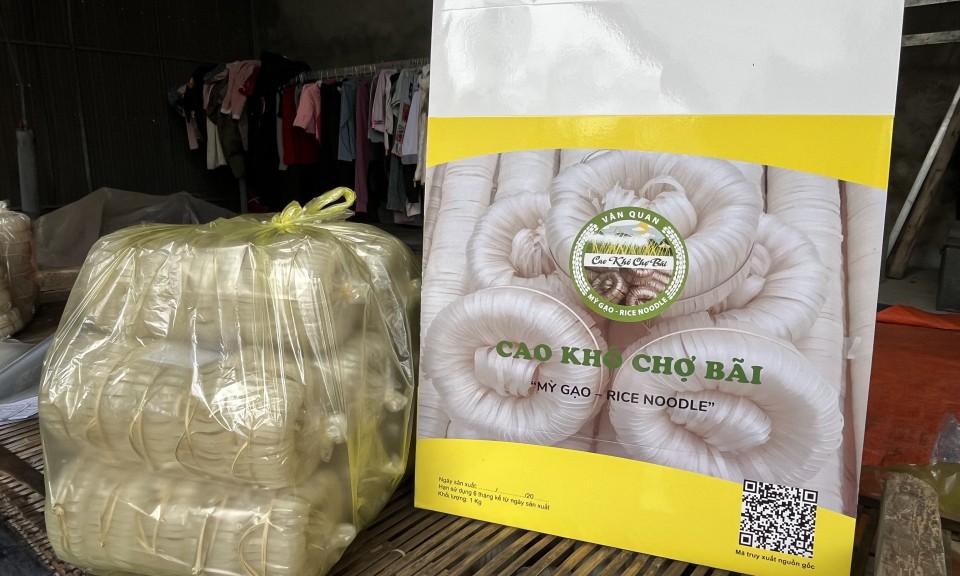 VĂN QUAN
Cao Khô Chợ Bãi
MỲ GẠO - RICE NOODLE
CAO KHÔ CHỢ BÃI
“MỲ GẠO – RICE NOODLE”
Ngày sản xuất: ......./......./20.......
Hạn sử dụng 6 tháng kể từ ngày sản xuất
Khối lượng: 1 Kg
Mã truy xuất nguồn gốc